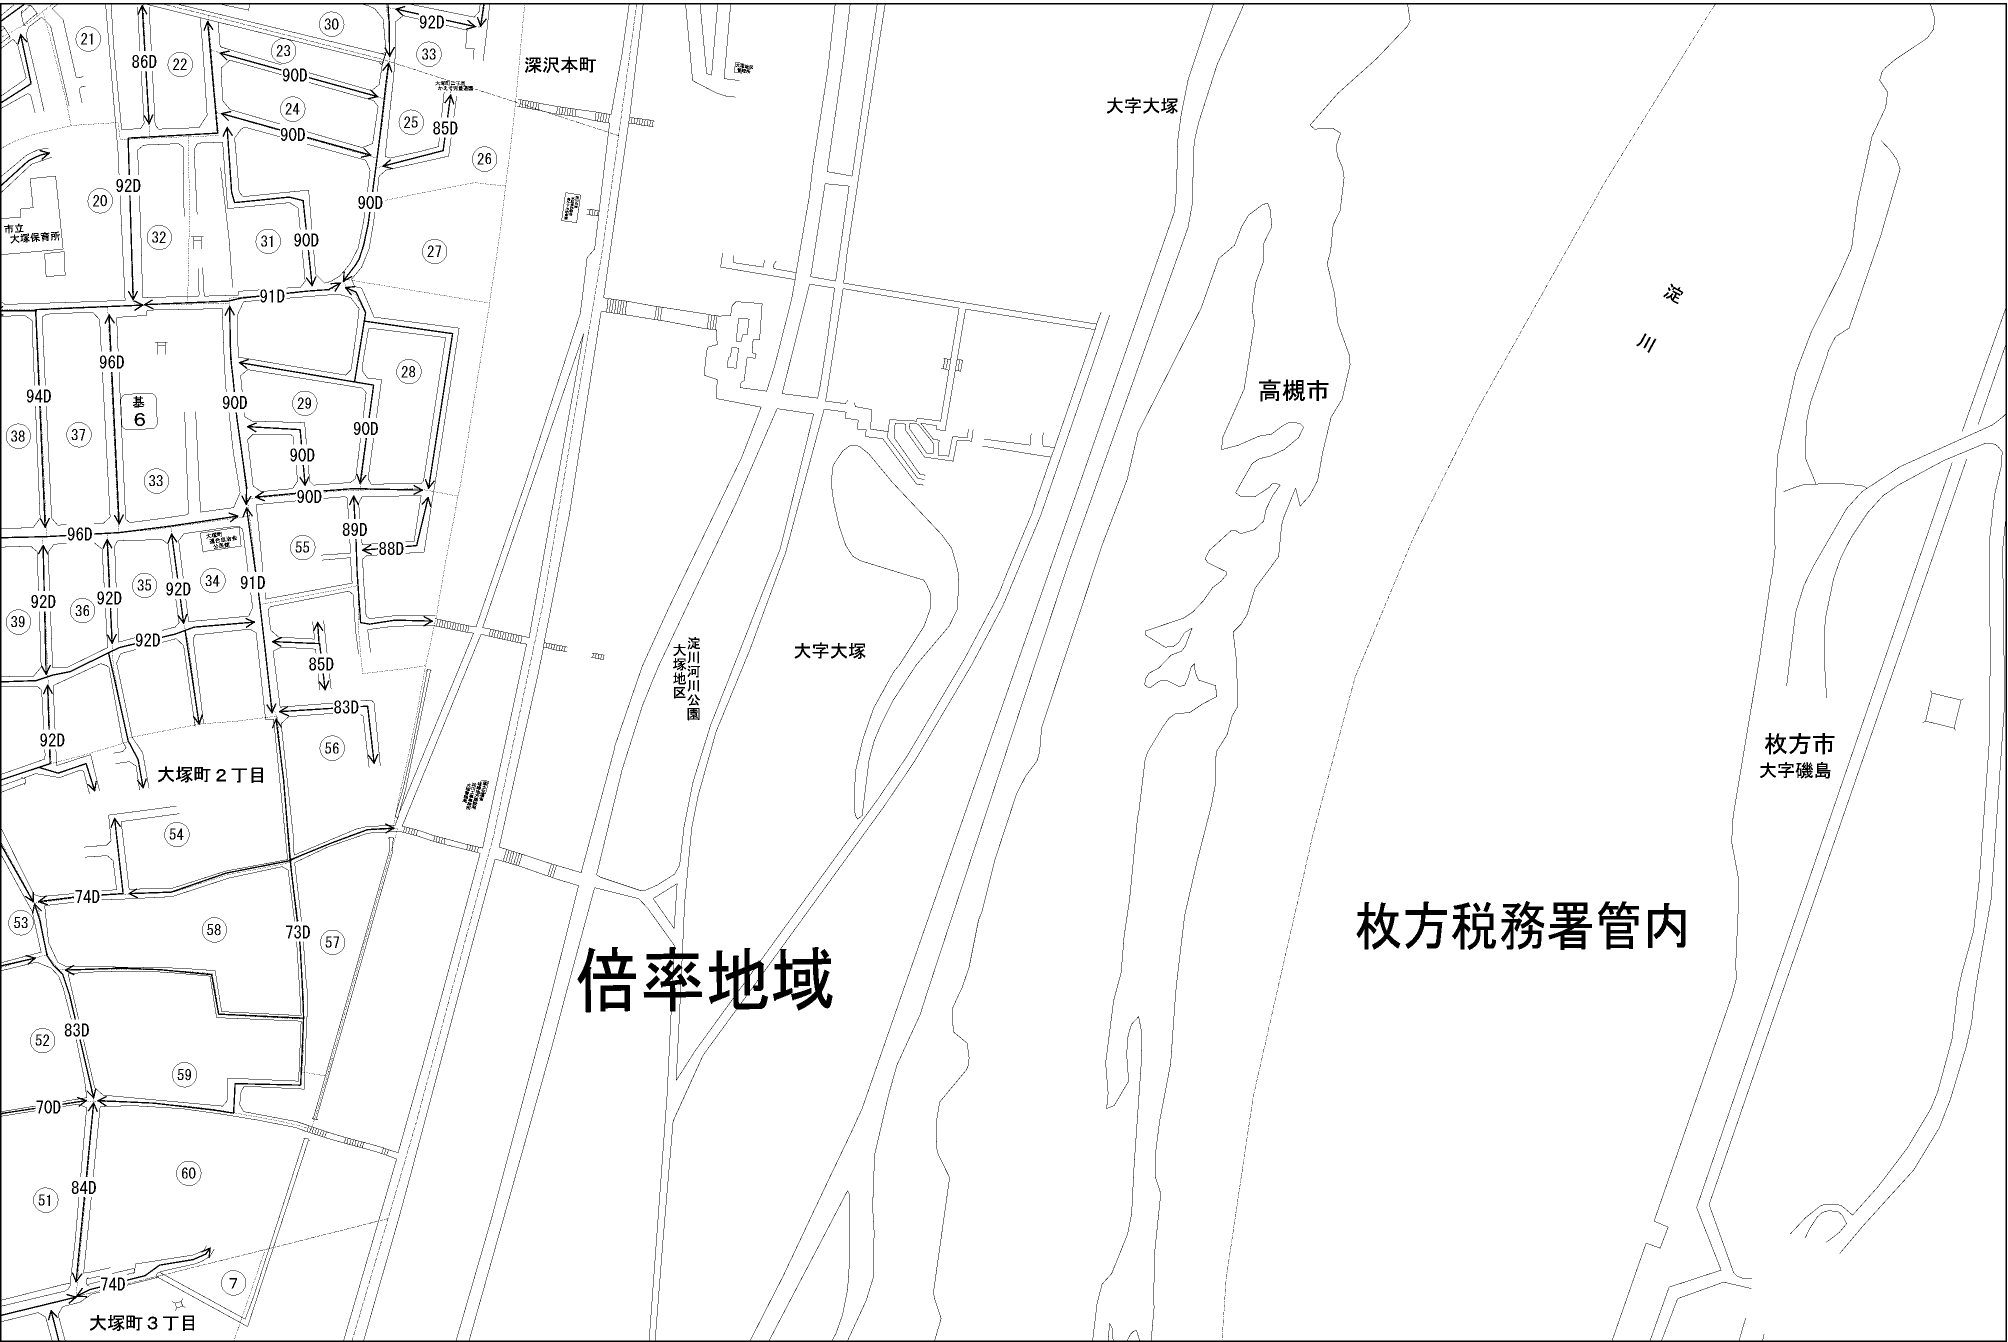 30
92D
21
86D
22
23
33
深沢本町
90D
24
大字大塚
25
85D
90D
26
92D
20
90D
市立
大塚保育所
32
31
90D
27
91D
淀
川
96D
28
高槻市
94D
基
6
90D
29
38
37
90D
90D
33
90D
96D
89D
55
88D
35
34
91D
92D
92D
92D
36
39
92D
85D
大字大塚
淀川河川公園
大塚地区
83D
92D
56
枚方市
大字磯島
大塚町2丁目
54
74D
53
58
73D
57
枚方税務署管内
倍率地域
83D
52
59
70D
60
84D
51
74D
7
大塚町3丁目